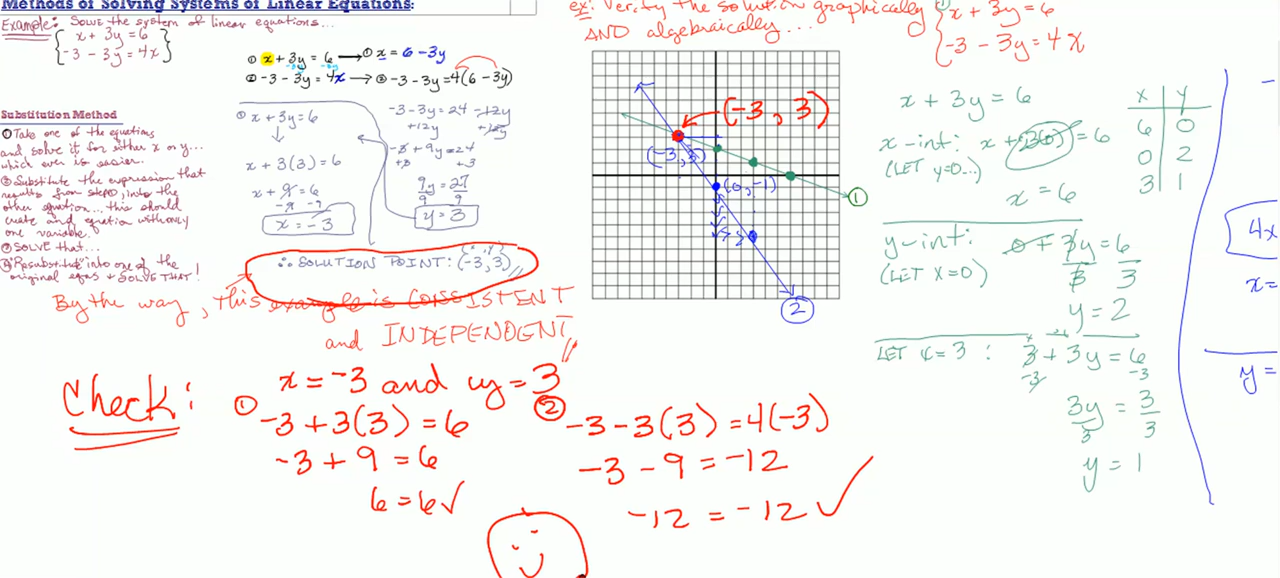 Methods of Solving Systems of Linear Equations:
Example: Solve the system of linear equations...
x + 3y = 6
-3 - 3y = 4x
① x + 3y = 6 → ① x = 6 - 3y
② -3 - 3y = 4x → ② -3 - 3y = 4(6 - 3y)
Substitution Method
① Take one of the equations
and solve it for either x or y...
which ever is easier.
② Substitute the expression that
results from step ①, into the
other equation... this should
create and equation with only
one variable.
③ SOLVE that...
④ Resubstitute into one of the
original eqns & SOLVE THAT!
① x + 3y = 6
x + 3(3) = 6
x + 9 = 6
-9 -9
x = -3
-3 - 3y = 24 - 12y
+12y +12y
-3 + 9y = 24
+3 +3
9y = 27
9 9
y = 3
∴ SOLUTION POINT: (-3, 3)
By the way, this example is CONSISTENT
and INDEPENDENT
Check:
x = -3 and y = 3
①
-3 + 3(3) = 6
-3 + 9 = 6
6 = 6 ✓
②
-3 - 3(3) = 4(-3)
-3 - 9 = -12
-12 = -12 ✓
ex: Verify the solution graphically
AND algebraically...
x + 3y = 6
-3 - 3y = 4x
(-3, 3)
(-3, 3)
(0, -1)
①
②
x + 3y = 6
x-int: x + 3(0) = 6
(LET y=0...)
x = 6
x y
6 0
0 2
3 1
y-int: 0 + 3y = 6
(LET x=0) 3 3
y = 2
LET x = 3: 3 + 3y = 6
-3 -3
3y = 3
3 3
y = 1
4x
x =
y =